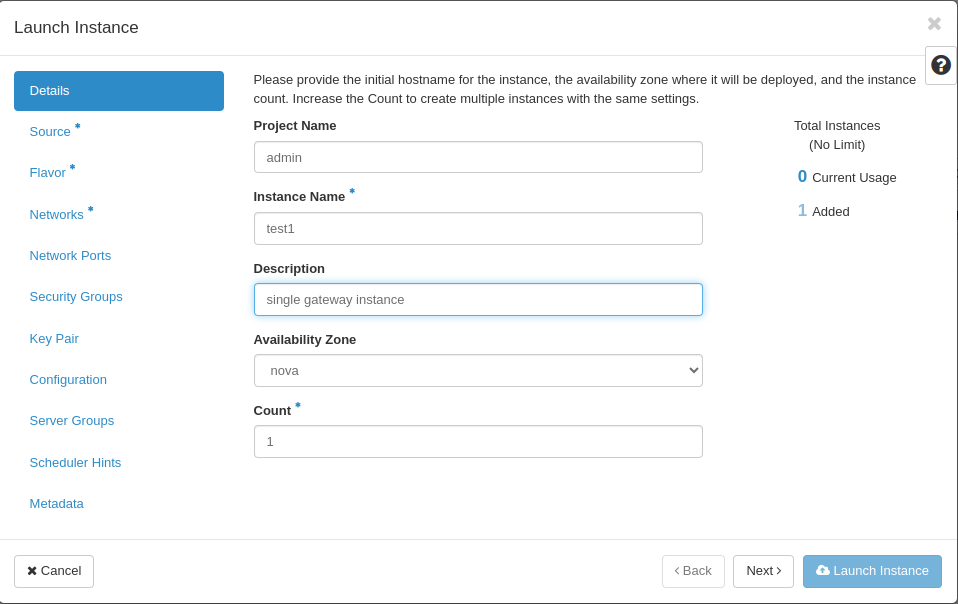 Launch Instance
Details
Source *
Flavor *
Networks *
Network Ports
Security Groups
Key Pair
Configuration
Server Groups
Scheduler Hints
Metadata
Please provide the initial hostname for the instance, the availability zone where it will be deployed, and the instance
count. Increase the Count to create multiple instances with the same settings.
Project Name
admin
Instance Name *
test1
Description
single gateway instance
Availability Zone
nova
Count *
1
Total Instances
(No Limit)
0 Current Usage
1 Added
Cancel
Back
Next
Launch Instance